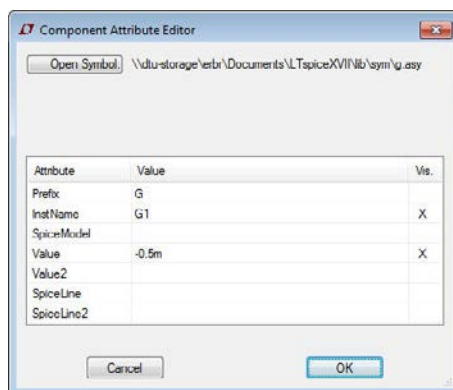 Component Attribute Editor
Open Symbol: \\dtu-storage\erbr\Documents\LTspiceXVII\lib\sym\g.asy
Attribute Value Vis.
Prefix G
InstName G1 X
SpiceModel
Value -0.5m X
Value2
SpiceLine
SpiceLine2
Cancel OK